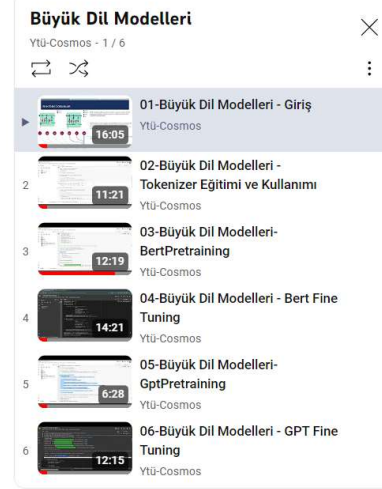 Büyük Dil Modelleri
Ytü-Cosmos - 1 / 6
16:05
01-Büyük Dil Modelleri - Giriş
Ytü-Cosmos
2
11:21
02-Büyük Dil Modelleri -
Tokenizer Eğitimi ve Kullanımı
Ytü-Cosmos
3
12:19
03-Büyük Dil Modelleri-
BertPretraining
Ytü-Cosmos
4
14:21
04-Büyük Dil Modelleri - Bert Fine
Tuning
Ytü-Cosmos
5
6:28
05-Büyük Dil Modelleri-
GptPretraining
Ytü-Cosmos
6
12:15
06-Büyük Dil Modelleri - GPT Fine
Tuning
Ytü-Cosmos